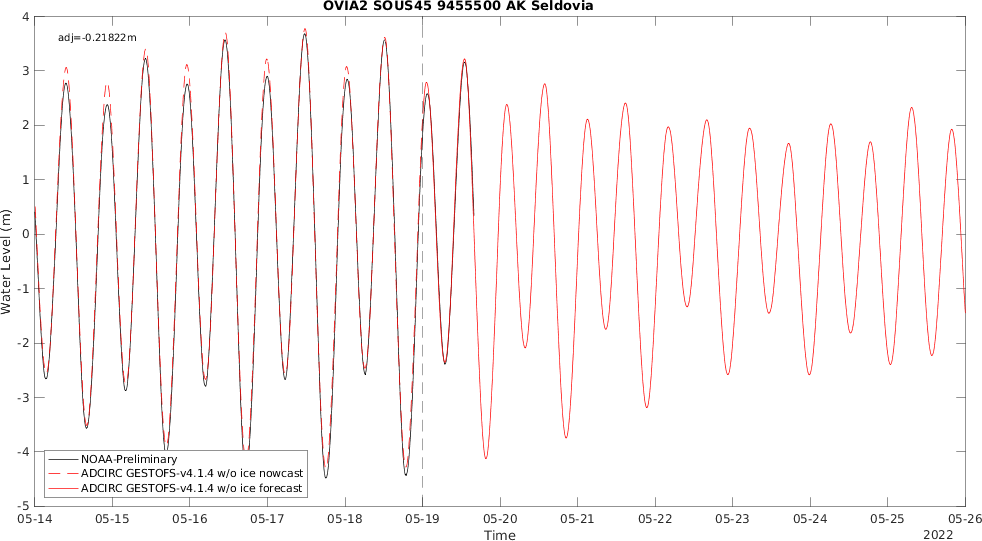 OVIA2 SOUS45 9455500 AK Seldovia
adj=-0.21822m
Water Level (m)
4
3
2
1
0
-1
-2
-3
-4
-5
NOAA-Preliminary
ADCIRC GESTOFS-v4.1.4 w/o ice nowcast
ADCIRC GESTOFS-v4.1.4 w/o ice forecast
05-14 05-15 05-16 05-17 05-18 05-19 05-20 05-21 05-22 05-23 05-24 05-25 05-26
Time
2022